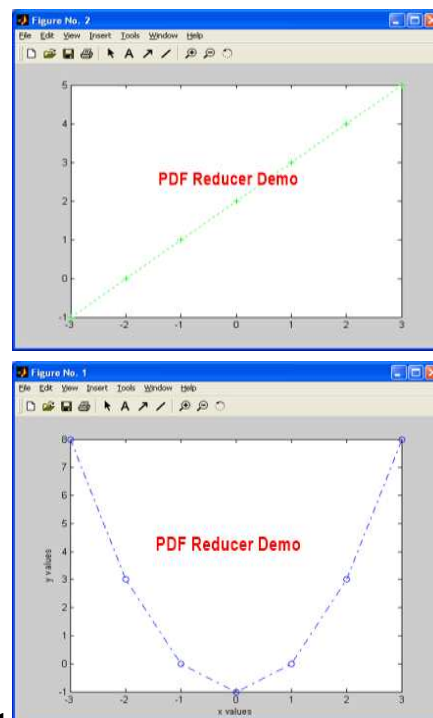 Figure No. 2
File Edit View Insert Tools Window Help
A
5
4
3
2
1
0
-1
-3 -2 -1 0 1 2 3
PDF Reducer Demo
Figure No. 1
File Edit View Insert Tools Window Help
A
8
7
6
5
4
3
2
1
0
-1
y values
PDF Reducer Demo
-3 -2 -1 0 1 2 3
x values